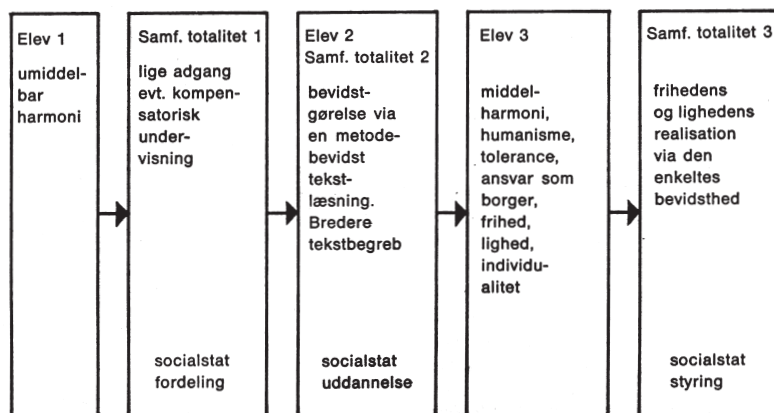 Elev 1
umiddel-
bar
harmoni
Samf. totalitet 1
lige adgang
evt. kompen-
satorisk
under-
visning
socialstat
fordeling
Elev 2
Samf. totalitet 2
bevidst-
gørelse via
en metode-
bevidst
tekst-
læsning.
Bredere
tekstbegreb
socialstat
uddannelse
Elev 3
middel-
harmoni,
humanisme,
tolerance,
ansvar som
borger,
frihed,
lighed,
individu-
alitet
Samf. totalitet 3
frihedens
og lighedens
realisation
via den
enkeltes
bevidsthed
socialstat
styring